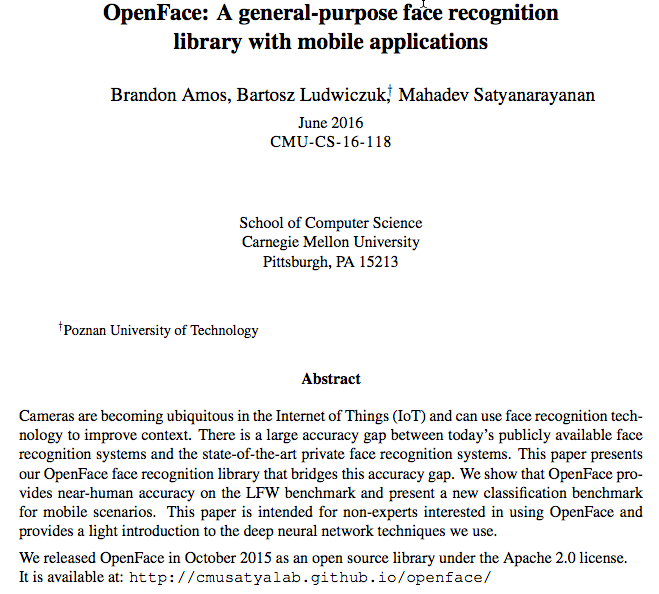 OpenFace: A general-purpose face recognition
library with mobile applications
Brandon Amos, Bartosz Ludwiczuk,† Mahadev Satyanarayanan
June 2016
CMU-CS-16-118
School of Computer Science
Carnegie Mellon University
Pittsburgh, PA 15213
†Poznan University of Technology
Abstract
Cameras are becoming ubiquitous in the Internet of Things (IoT) and can use face recognition tech-
nology to improve context. There is a large accuracy gap between today's publicly available face
recognition systems and the state-of-the-art private face recognition systems. This paper presents
our OpenFace face recognition library that bridges this accuracy gap. We show that OpenFace pro-
vides near-human accuracy on the LFW benchmark and present a new classification benchmark
for mobile scenarios. This paper is intended for non-experts interested in using OpenFace and
provides a light introduction to the deep neural network techniques we use.
We released OpenFace in October 2015 as an open source library under the Apache 2.0 license.
It is available at: http://cmusatyalab.github.io/openface/